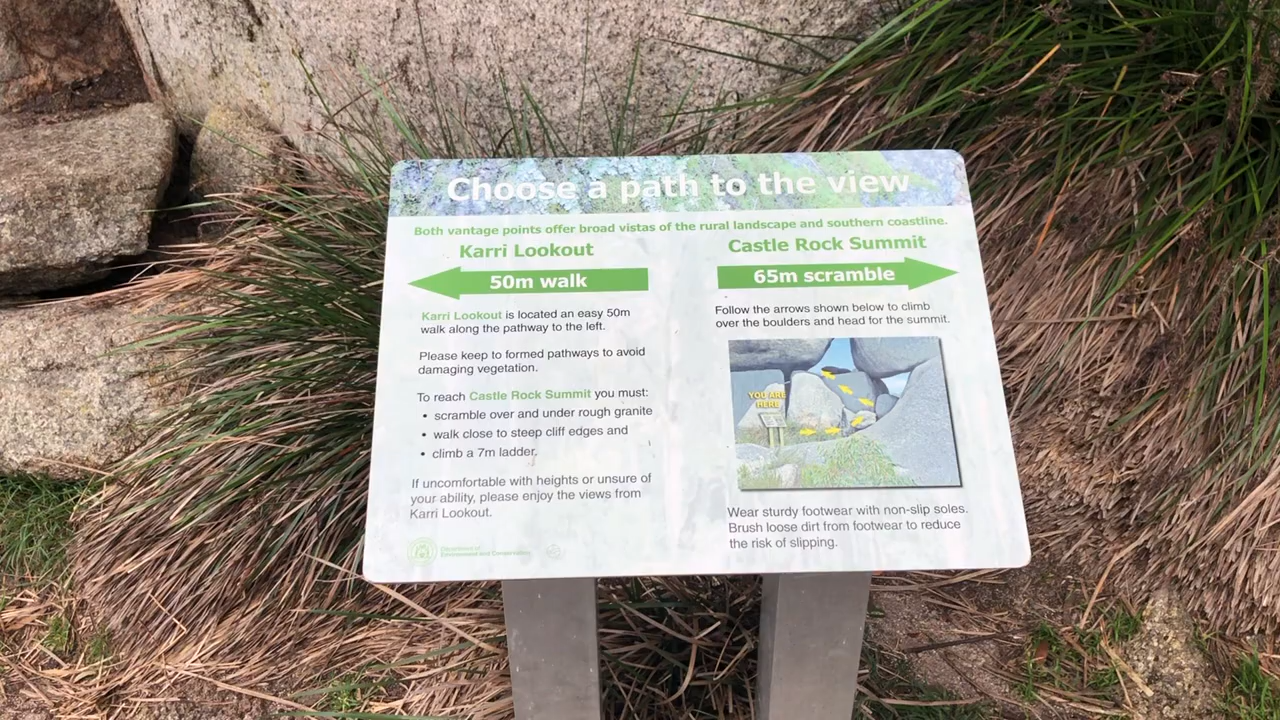 Choose a path to the view
Both vantage points offer broad vistas of the rural landscape and southern coastline.
Karri Lookout
50m walk
Karri Lookout is located an easy 50m
walk along the pathway to the left.
Please keep to formed pathways to avoid
damaging vegetation.
To reach Castle Rock Summit you must:
• scramble over and under rough granite
• walk close to steep cliff edges and
• climb a 7m ladder.
If uncomfortable with heights or unsure of
your ability, please enjoy the views from
Karri Lookout.
Department of
Environment and Conservation
Castle Rock Summit
65m scramble
Follow the arrows shown below to climb
over the boulders and head for the summit.
YOU ARE
HERE
Wear sturdy footwear with non-slip soles.
Brush loose dirt from footwear to reduce
the risk of slipping.